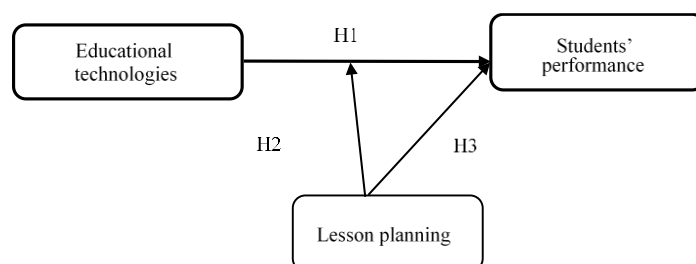 Educational
technologies
H1
Students’
performance
H2
H3
Lesson planning